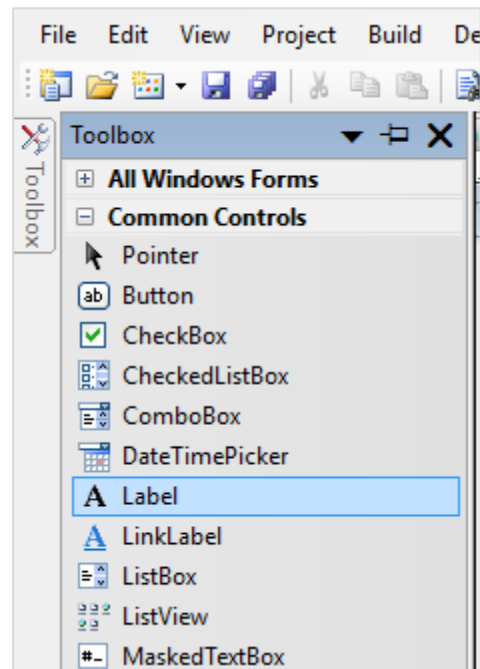 File Edit View Project Build De
Toolbox
Toolbox
All Windows Forms
Common Controls
Pointer
ab Button
CheckBox
CheckedListBox
ComboBox
DateTimePicker
A Label
A LinkLabel
ListBox
ListView
#_ MaskedTextBox